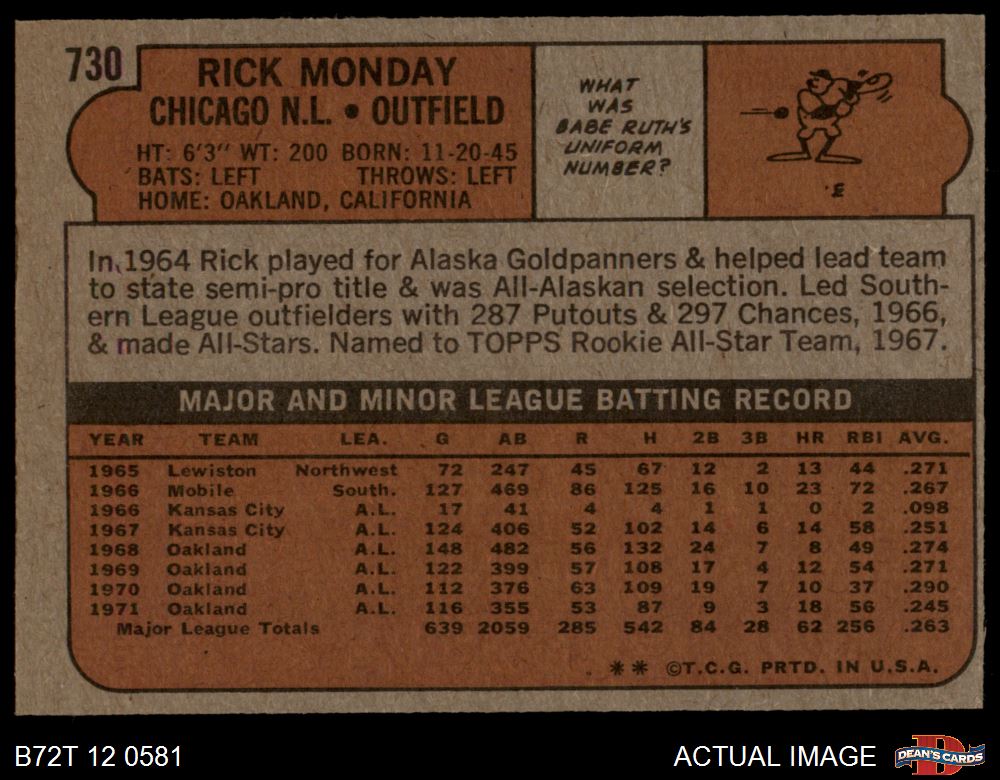 730
RICK MONDAY
CHICAGO N.L. • OUTFIELD
HT: 6'3" WT: 200 BORN: 11-20-45
BATS: LEFT THROWS: LEFT
HOME: OAKLAND, CALIFORNIA
WHAT
WAS
BABE RUTH'S
UNIFORM
NUMBER?
In 1964 Rick played for Alaska Goldpanners & helped lead team
to state semi-pro title & was All-Alaskan selection. Led South-
ern League outfielders with 287 Putouts & 297 Chances, 1966,
& made All-Stars. Named to TOPPS Rookie All-Star Team, 1967.
MAJOR AND MINOR LEAGUE BATTING RECORD
YEAR TEAM LEA. G AB R H 2B 3B HR RBI AVG.
1965 Lewiston Northwest 72 247 45 67 12 2 13 44 .271
1966 Mobile South. 127 469 86 125 16 10 23 72 .267
1966 Kansas City A.L. 17 41 4 4 1 1 0 2 .098
1967 Kansas City A.L. 124 406 52 102 14 6 14 58 .251
1968 Oakland A.L. 148 482 56 132 24 7 8 49 .274
1969 Oakland A.L. 122 399 57 108 17 4 12 54 .271
1970 Oakland A.L. 112 376 63 109 19 7 10 37 .290
1971 Oakland A.L. 116 355 53 87 9 3 18 56 .245
Major League Totals 639 2059 285 542 84 28 62 256 .263
** ©T.C.G. PRTD. IN U.S.A.
B72T 12 0581
ACTUAL IMAGE
DEAN'S CARDS